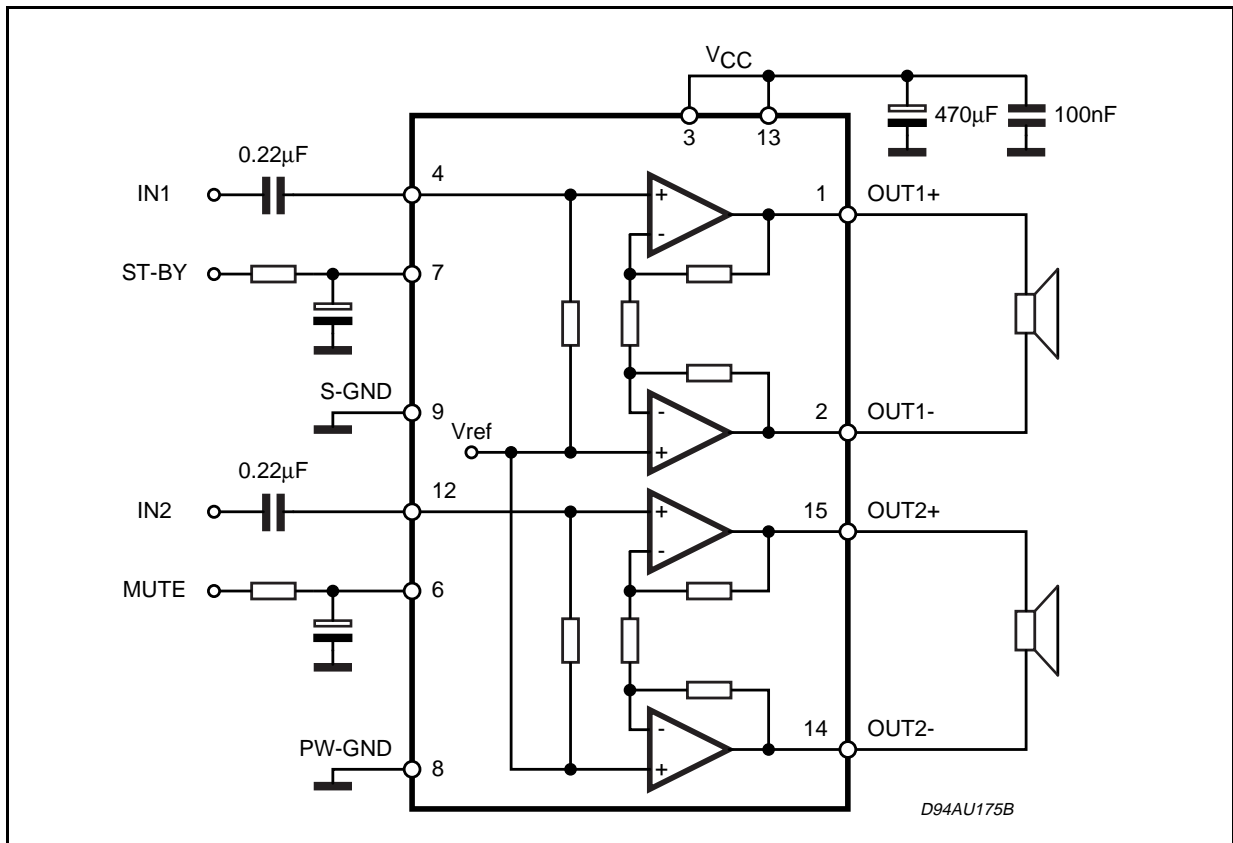 VCC
470μF
100nF
3
13
0.22μF
IN1
4
+
-
1
OUT1+
ST-BY
7
S-GND
9
-
+
2
OUT1-
Vref
0.22μF
IN2
12
+
-
15
OUT2+
MUTE
6
PW-GND
8
-
+
14
OUT2-
D94AU175B